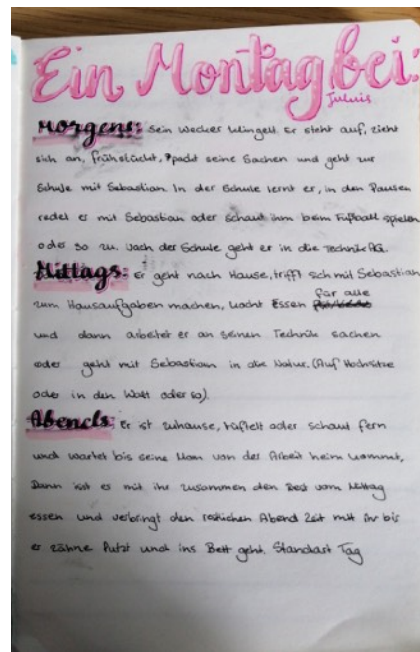 Ein Montag bei:
Juluis
Morgens: Sein Wecker klingelt. Er steht auf, zieht
sich an, frühstückt, packt seine Sachen und geht zur
Schule mit Sebastian. In der Schule lernt er, in den Pausen
redet er mit Sebastian oder schaut ihm beim Fußball spielen
oder so zu. Nach der Schule geht er in die Technik AG.
Mittags: Er geht nach Hause, trifft sich mit Sebastian
für alle
zum Hausaufgaben machen, kocht Essen
und dann arbeitet er an seinen Technik sachen
oder geht mit Sebastian in die Natur. (Auf Hochsitze
oder in den Watt oder so).
Abends: Er ist zuhause, tüftelt oder schaut fern
und wartet bis seine Mom von der Arbeit heim kommt,
Dann isst er mit ihr zusammen den Rest vom Mittag
essen und verbringt den restlichen Abend Zeit mit ihr bis
er zähne Putzt und ins Bett geht. Standart Tag